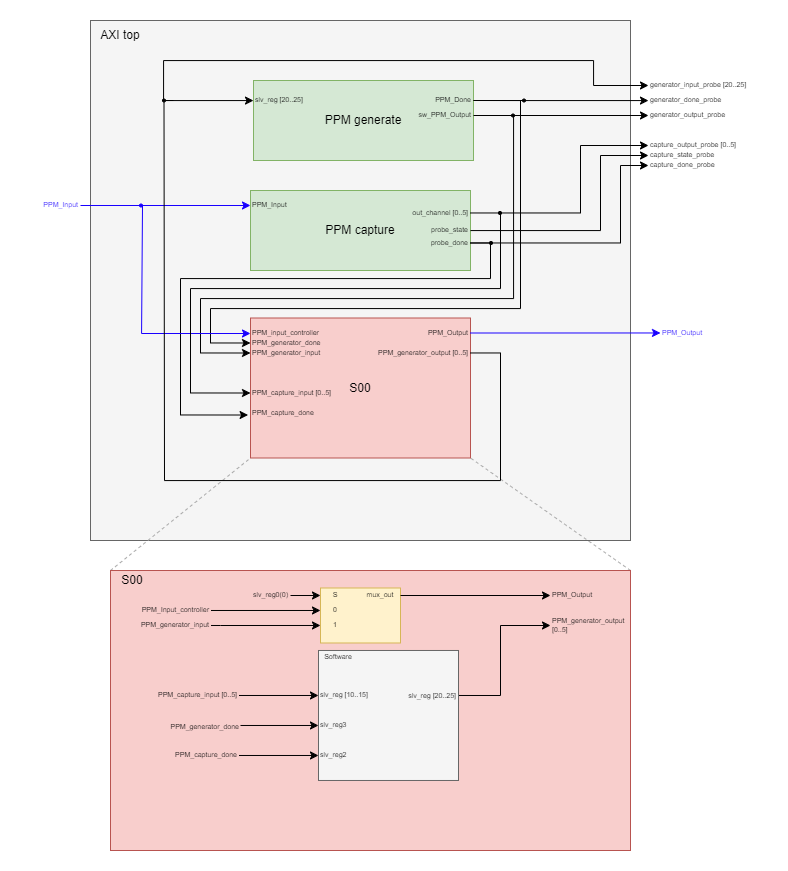 AXI top
generator_input_probe [20..25]
slv_reg [20..25]
PPM_Done
generator_done_probe
sw_PPM_Output
generator_output_probe
PPM generate
capture_output_probe [0..5]
capture_state_probe
capture_done_probe
PPM_Input
PPM_Input
out_channel [0..5]
PPM capture
probe_state
probe_done
PPM_input_controller
PPM_Output
PPM_Output
PPM_generator_done
PPM_generator_input
PPM_generator_output [0..5]
S00
PPM_capture_input [0..5]
PPM_capture_done
S00
slv_reg0(0)
S
mux_out
PPM_Output
PPM_Input_controller
0
PPM_generator_input
1
PPM_generator_output
[0..5]
Software
PPM_capture_input [0..5]
slv_reg [10..15]
slv_reg [20..25]
PPM_generator_done
slv_reg3
PPM_capture_done
slv_reg2